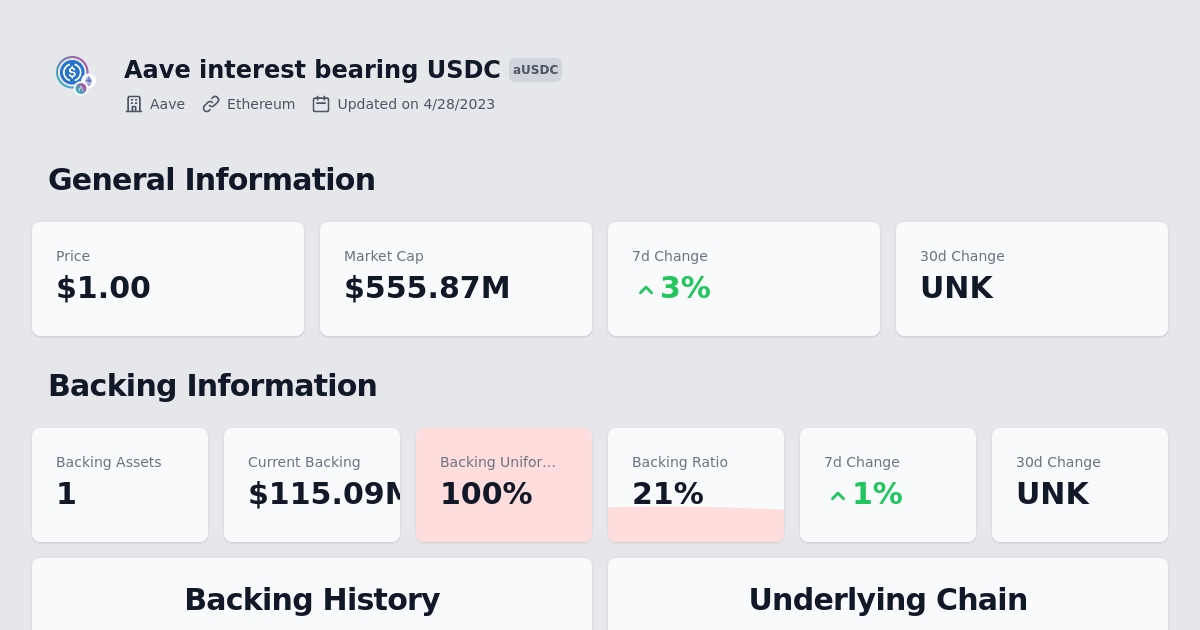 Aave interest bearing USDC aUSDC
Aave Ethereum Updated on 4/28/2023
General Information
Price Market Cap 7d Change 30d Change
$1.00 $555.87M 3% UNK
Backing Information
Backing Assets Current Backing Backing Unifor... Backing Ratio 7d Change 30d Change
1 $115.09M 100% 21% 1% UNK
Backing History Underlying Chain